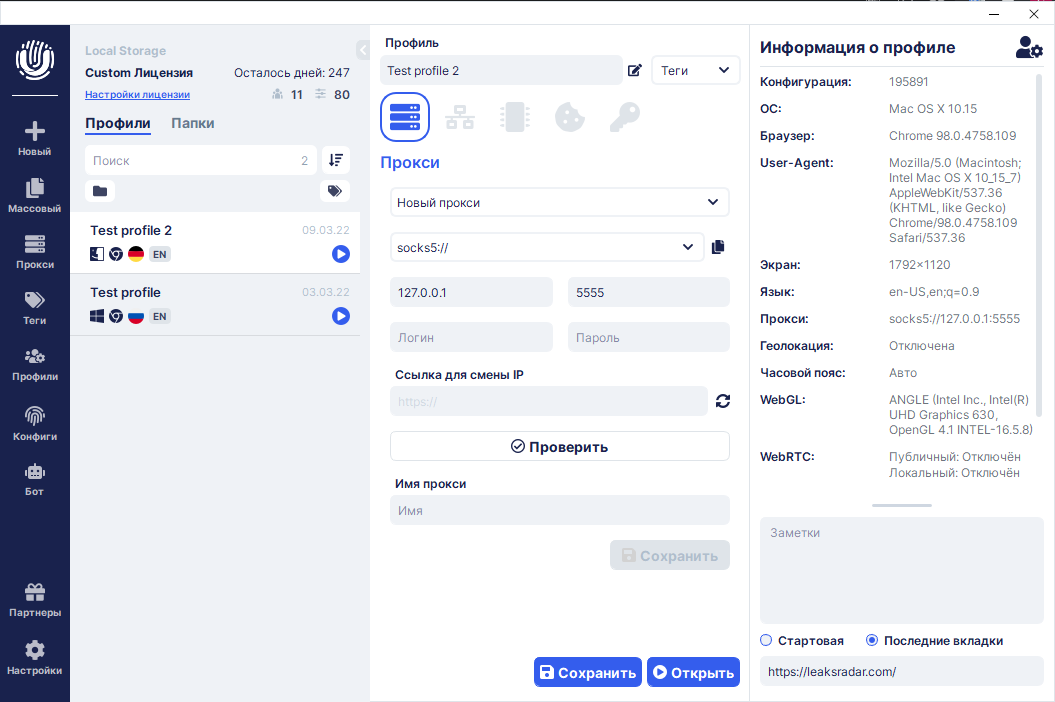 Новый
Массовый
Прокси
Теги
Профили
Конфиги
Бот
Партнеры
Настройки
Local Storage
Custom Лицензия
Осталось дней: 247
Настройки лицензии
11
80
Профили
Папки
Поиск
2
Test profile 2
09.03.22
EN
Test profile
03.03.22
EN
Профиль
Test profile 2
Теги
Прокси
Новый прокси
socks5://
127.0.0.1
5555
Логин
Пароль
Ссылка для смены IP
https://
Проверить
Имя прокси
Имя
Сохранить
Сохранить
Открыть
Информация о профиле
Конфигурация: 195891
ОС: Mac OS X 10.15
Браузер: Chrome 98.0.4758.109
User-Agent: Mozilla/5.0 (Macintosh;
Intel Mac OS X 10_15_7)
AppleWebKit/537.36
(KHTML, like Gecko)
Chrome/98.0.4758.109
Safari/537.36
Экран: 1792×1120
Язык: en-US,en;q=0.9
Прокси: socks5://127.0.0.1:5555
Геолокация: Отключена
Часовой пояс: Авто
WebGL: ANGLE (Intel Inc., Intel(R)
UHD Graphics 630,
OpenGL 4.1 INTEL-16.5.8)
WebRTC: Публичный: Отключён
Локальный: Отключён
Заметки
Стартовая
Последние вкладки
https://leaksradar.com/